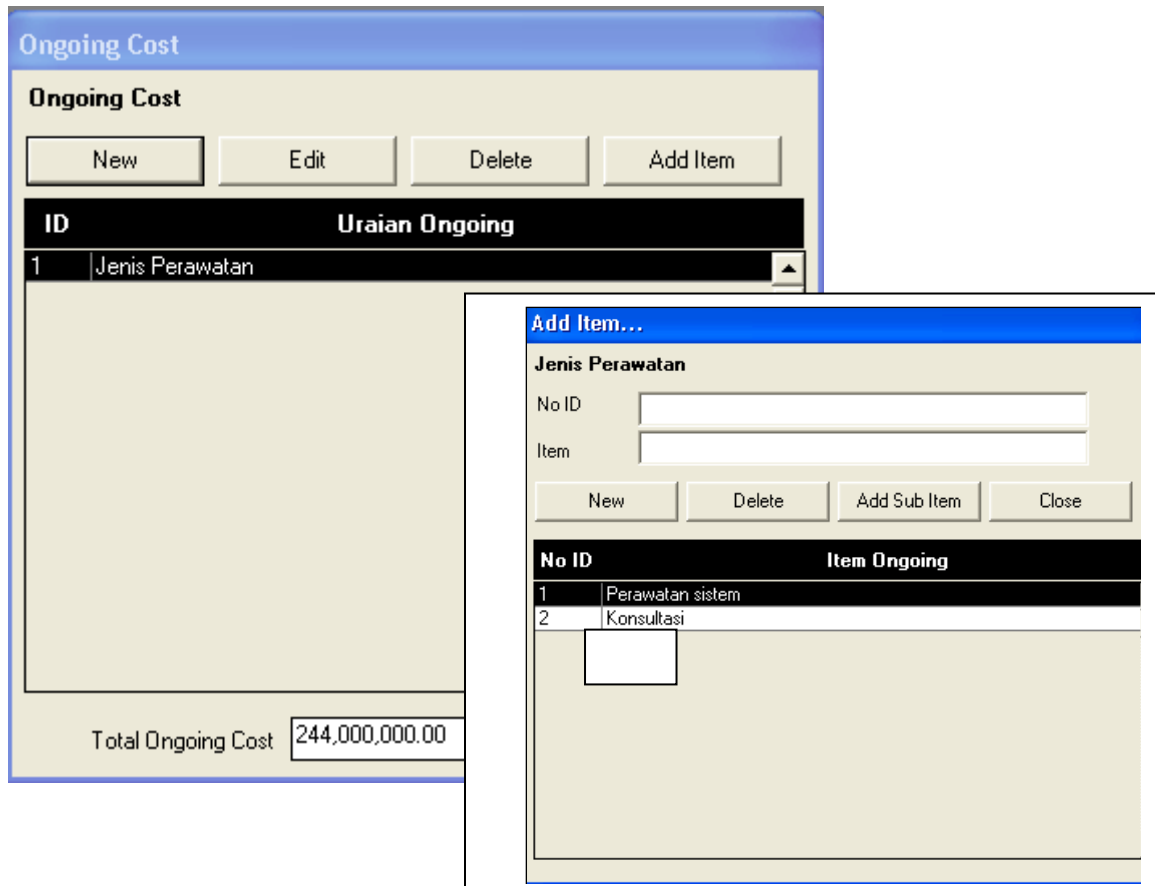 Ongoing Cost
Ongoing Cost
New Edit Delete Add Item
ID Uraian Ongoing
1 Jenis Perawatan
Total Ongoing Cost 244,000,000.00
Add Item...
Jenis Perawatan
No ID
Item
New Delete Add Sub Item Close
No ID Item Ongoing
1 Perawatan sistem
2 Konsultasi